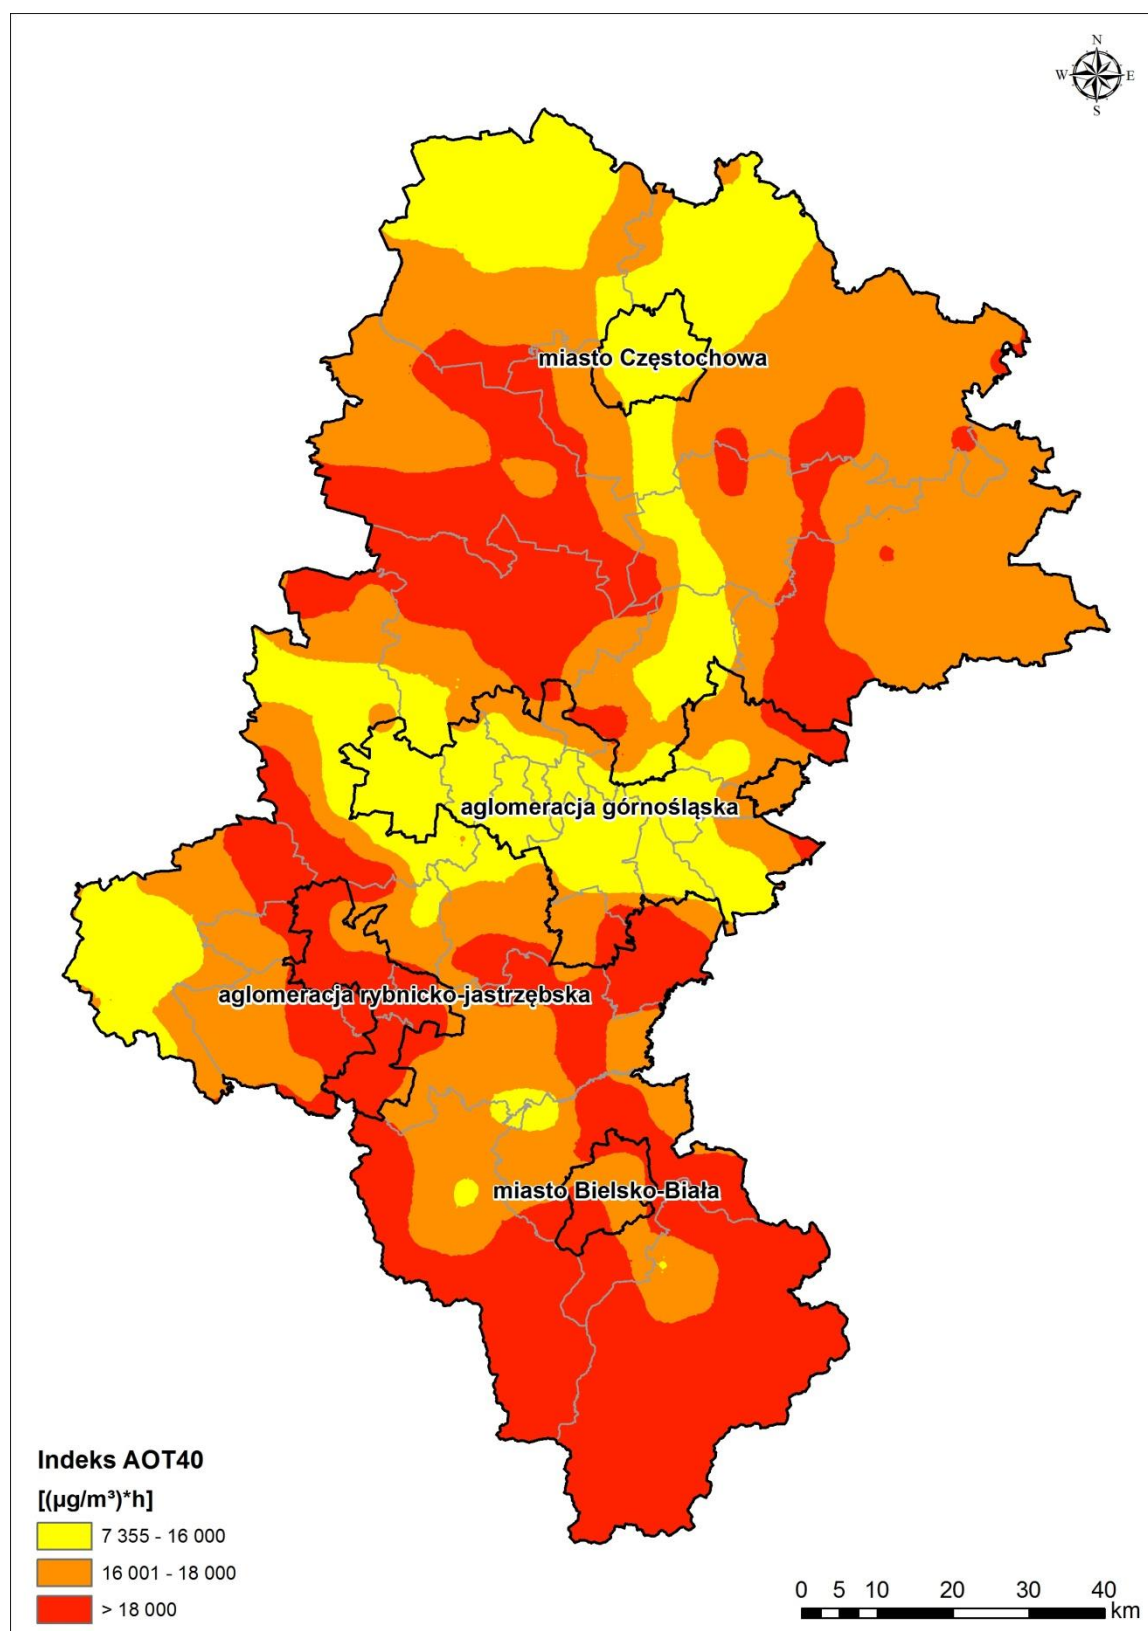 N
W E
S
miasto Częstochowa
aglomeracja górnośląska
aglomeracja rybnicko-jastrzębska
miasto Bielsko-Biała
Indeks AOT40
[(µg/m³)*h]
7 355 - 16 000
16 001 - 18 000
> 18 000
0 5 10 20 30 40
km